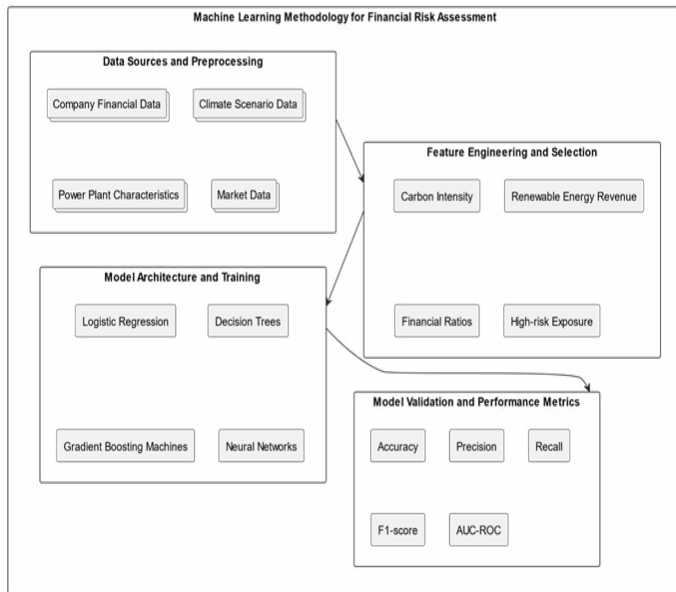 Machine Learning Methodology for Financial Risk Assessment
Data Sources and Preprocessing
Company Financial Data
Climate Scenario Data
Power Plant Characteristics
Market Data
Feature Engineering and Selection
Carbon Intensity
Renewable Energy Revenue
Financial Ratios
High-risk Exposure
Model Architecture and Training
Logistic Regression
Decision Trees
Gradient Boosting Machines
Neural Networks
Model Validation and Performance Metrics
Accuracy
Precision
Recall
F1-score
AUC-ROC